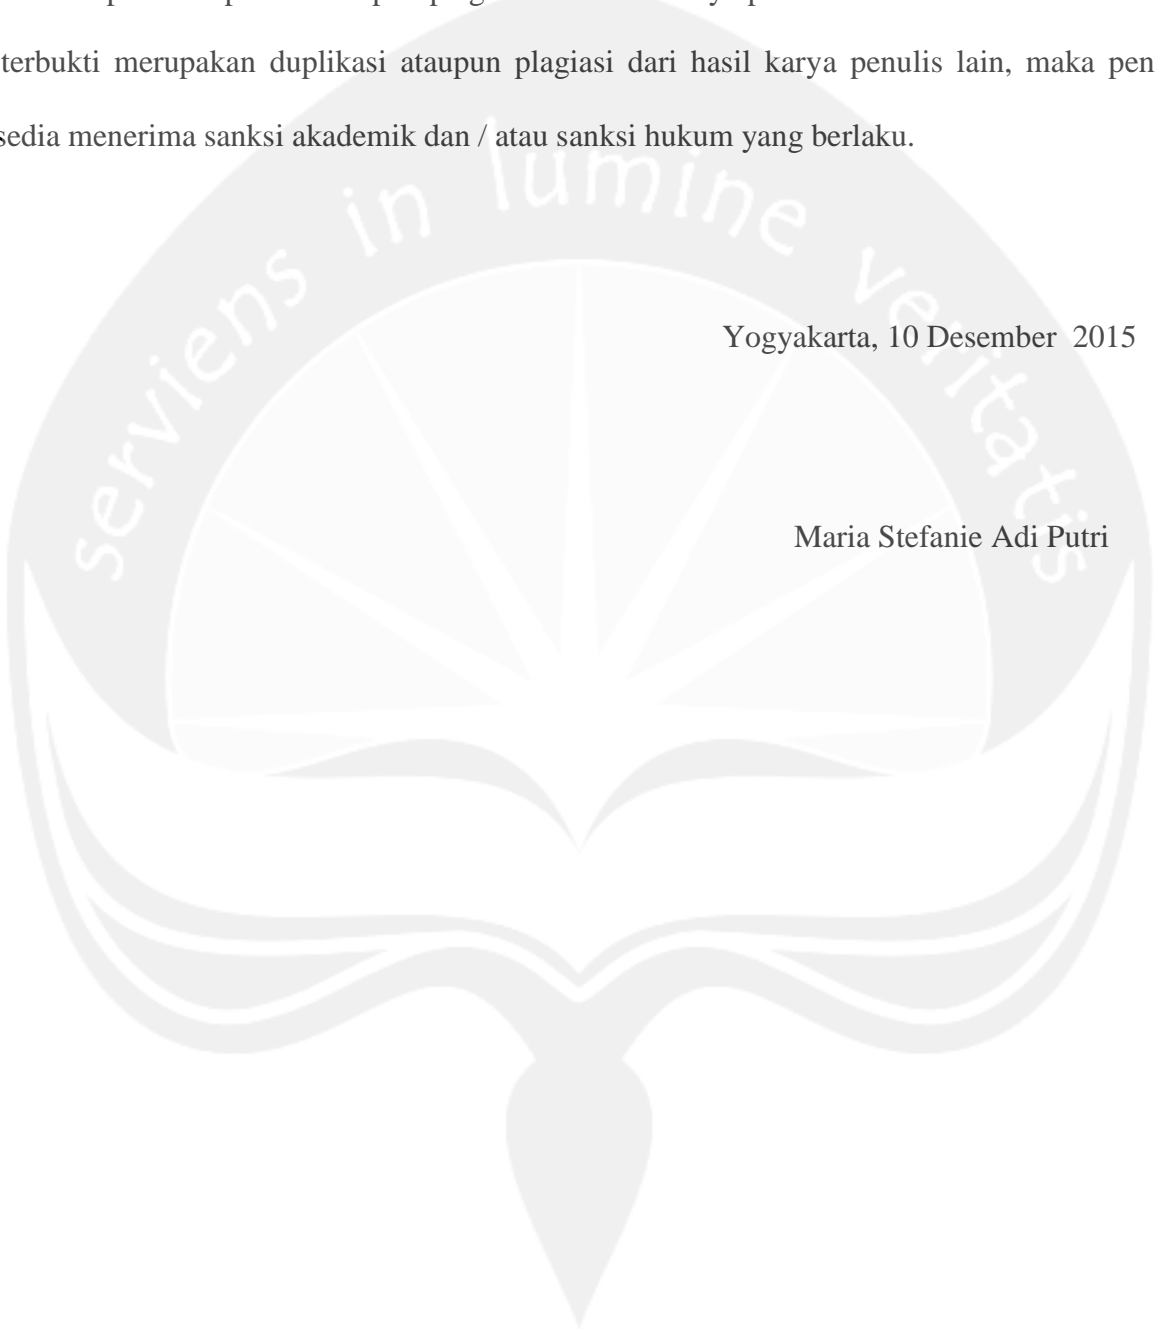 terbukti merupakan duplikasi ataupun plagiasi dari hasil karya penulis lain, maka pen
sedia menerima sanksi akademik dan / atau sanksi hukum yang berlaku.
serviens in lumine veritatis
Yogyakarta, 10 Desember 2015
Maria Stefanie Adi Putri